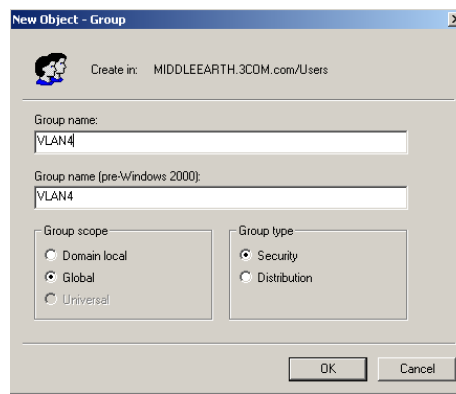 New Object - Group
Create in: MIDDLEEARTH.3COM.com/Users
Group name:
VLAN4
Group name (pre-Windows 2000):
VLAN4
Group scope
Domain local
Global
Universal
Group type
Security
Distribution
OK Cancel